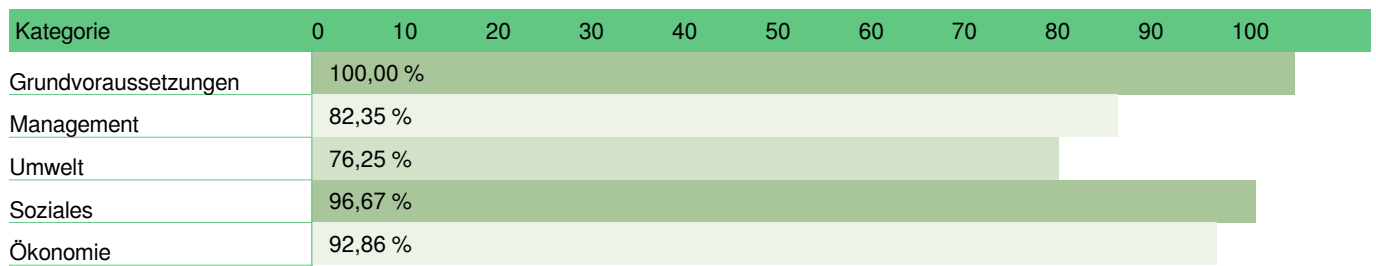 Kategorie 0 10 20 30 40 50 60 70 80 90 100
Grundvoraussetzungen 100,00 %
Management 82,35 %
Umwelt 76,25 %
Soziales 96,67 %
Ökonomie 92,86 %